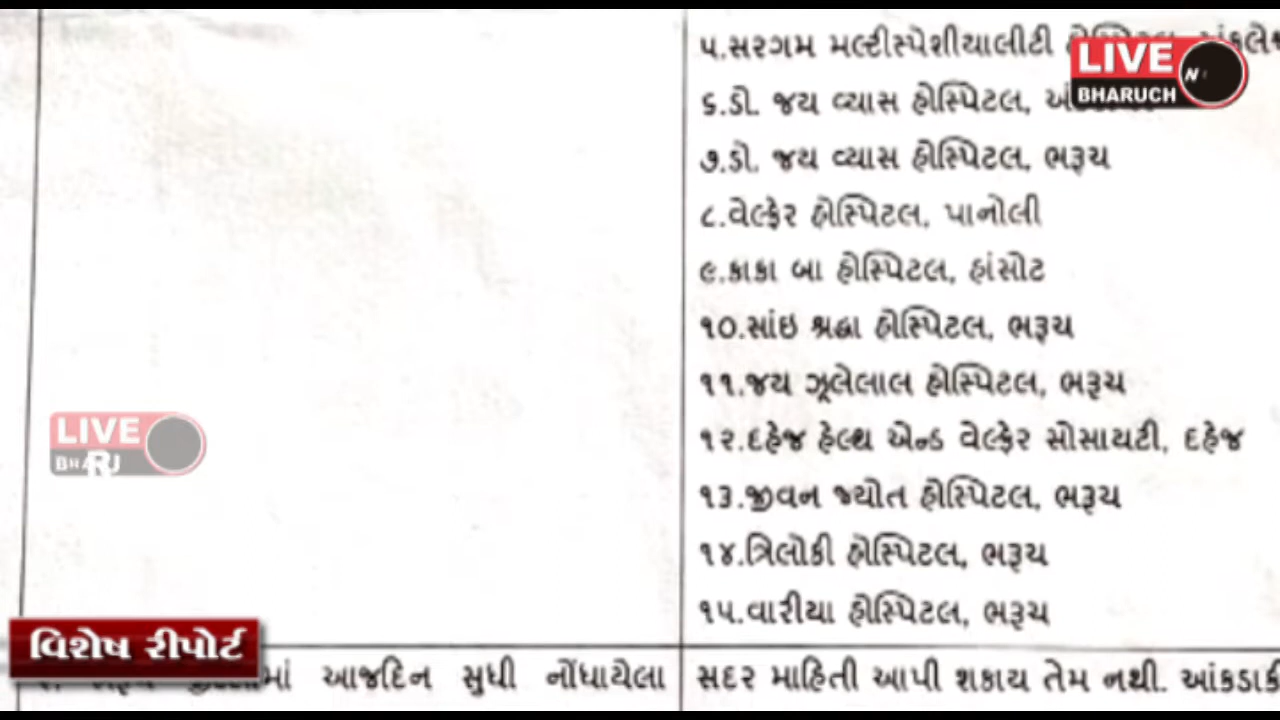 ૫.સરગમ મલ્ટીસ્પેશીયાલીટી
LIVE
BHARUCH
૬.ડો. જય વ્યાસ હોસ્પિટલ,
૭.ડો. જય વ્યાસ હોસ્પિટલ, ભરૂચ
૮.વેલ્ફેર હોસ્પિટલ, પાનોલી
૯.કાકા બા હોસ્પિટલ, હાંસોટ
૧૦.સાંઇ શ્રદ્ધા હોસ્પિટલ, ભરૂચ
૧૧.જય ઝૂલેલાલ હોસ્પિટલ, ભરૂચ
૧૨.દહેજ હેલ્થ એન્ડ વેલ્ફેર સોસાયટી, દહેજ
LIVE
૧૩.જીવન જ્યોત હોસ્પિટલ, ભરૂચ
૧૪.ત્રિલોકી હોસ્પિટલ, ભરૂચ
૧૫.વારીયા હોસ્પિટલ, ભરૂચ
વિશેષ રીપોર્ટ
આજદિન સુધી નોંધાયેલા
સદર માહિતી આપી શકાય તેમ નથી.